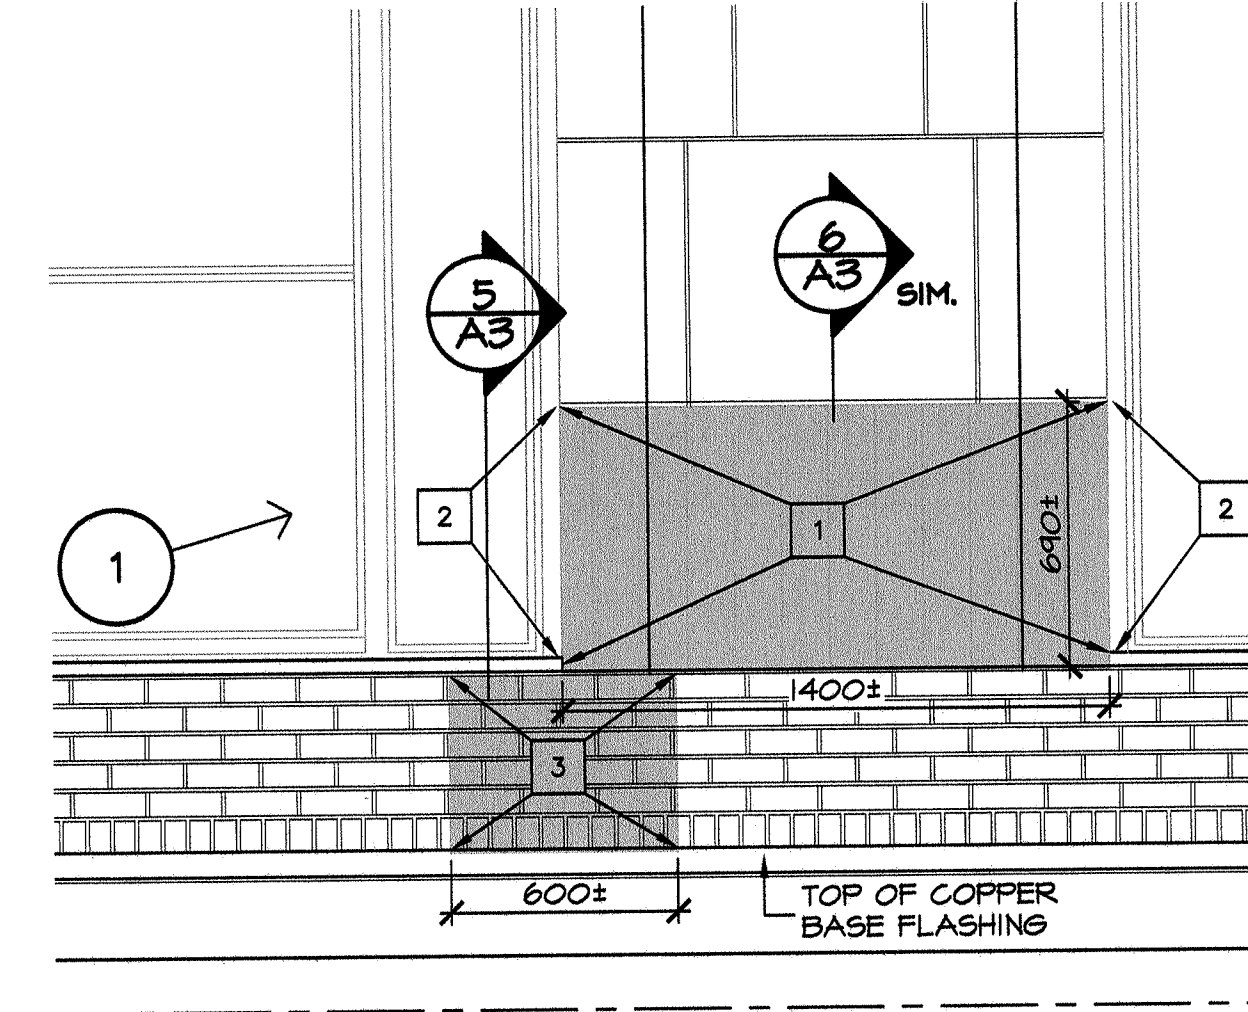 6
A3
SIM.
5
A3
2
1
690±
2
1
1400±
3
600±
TOP OF COPPER
BASE FLASHING